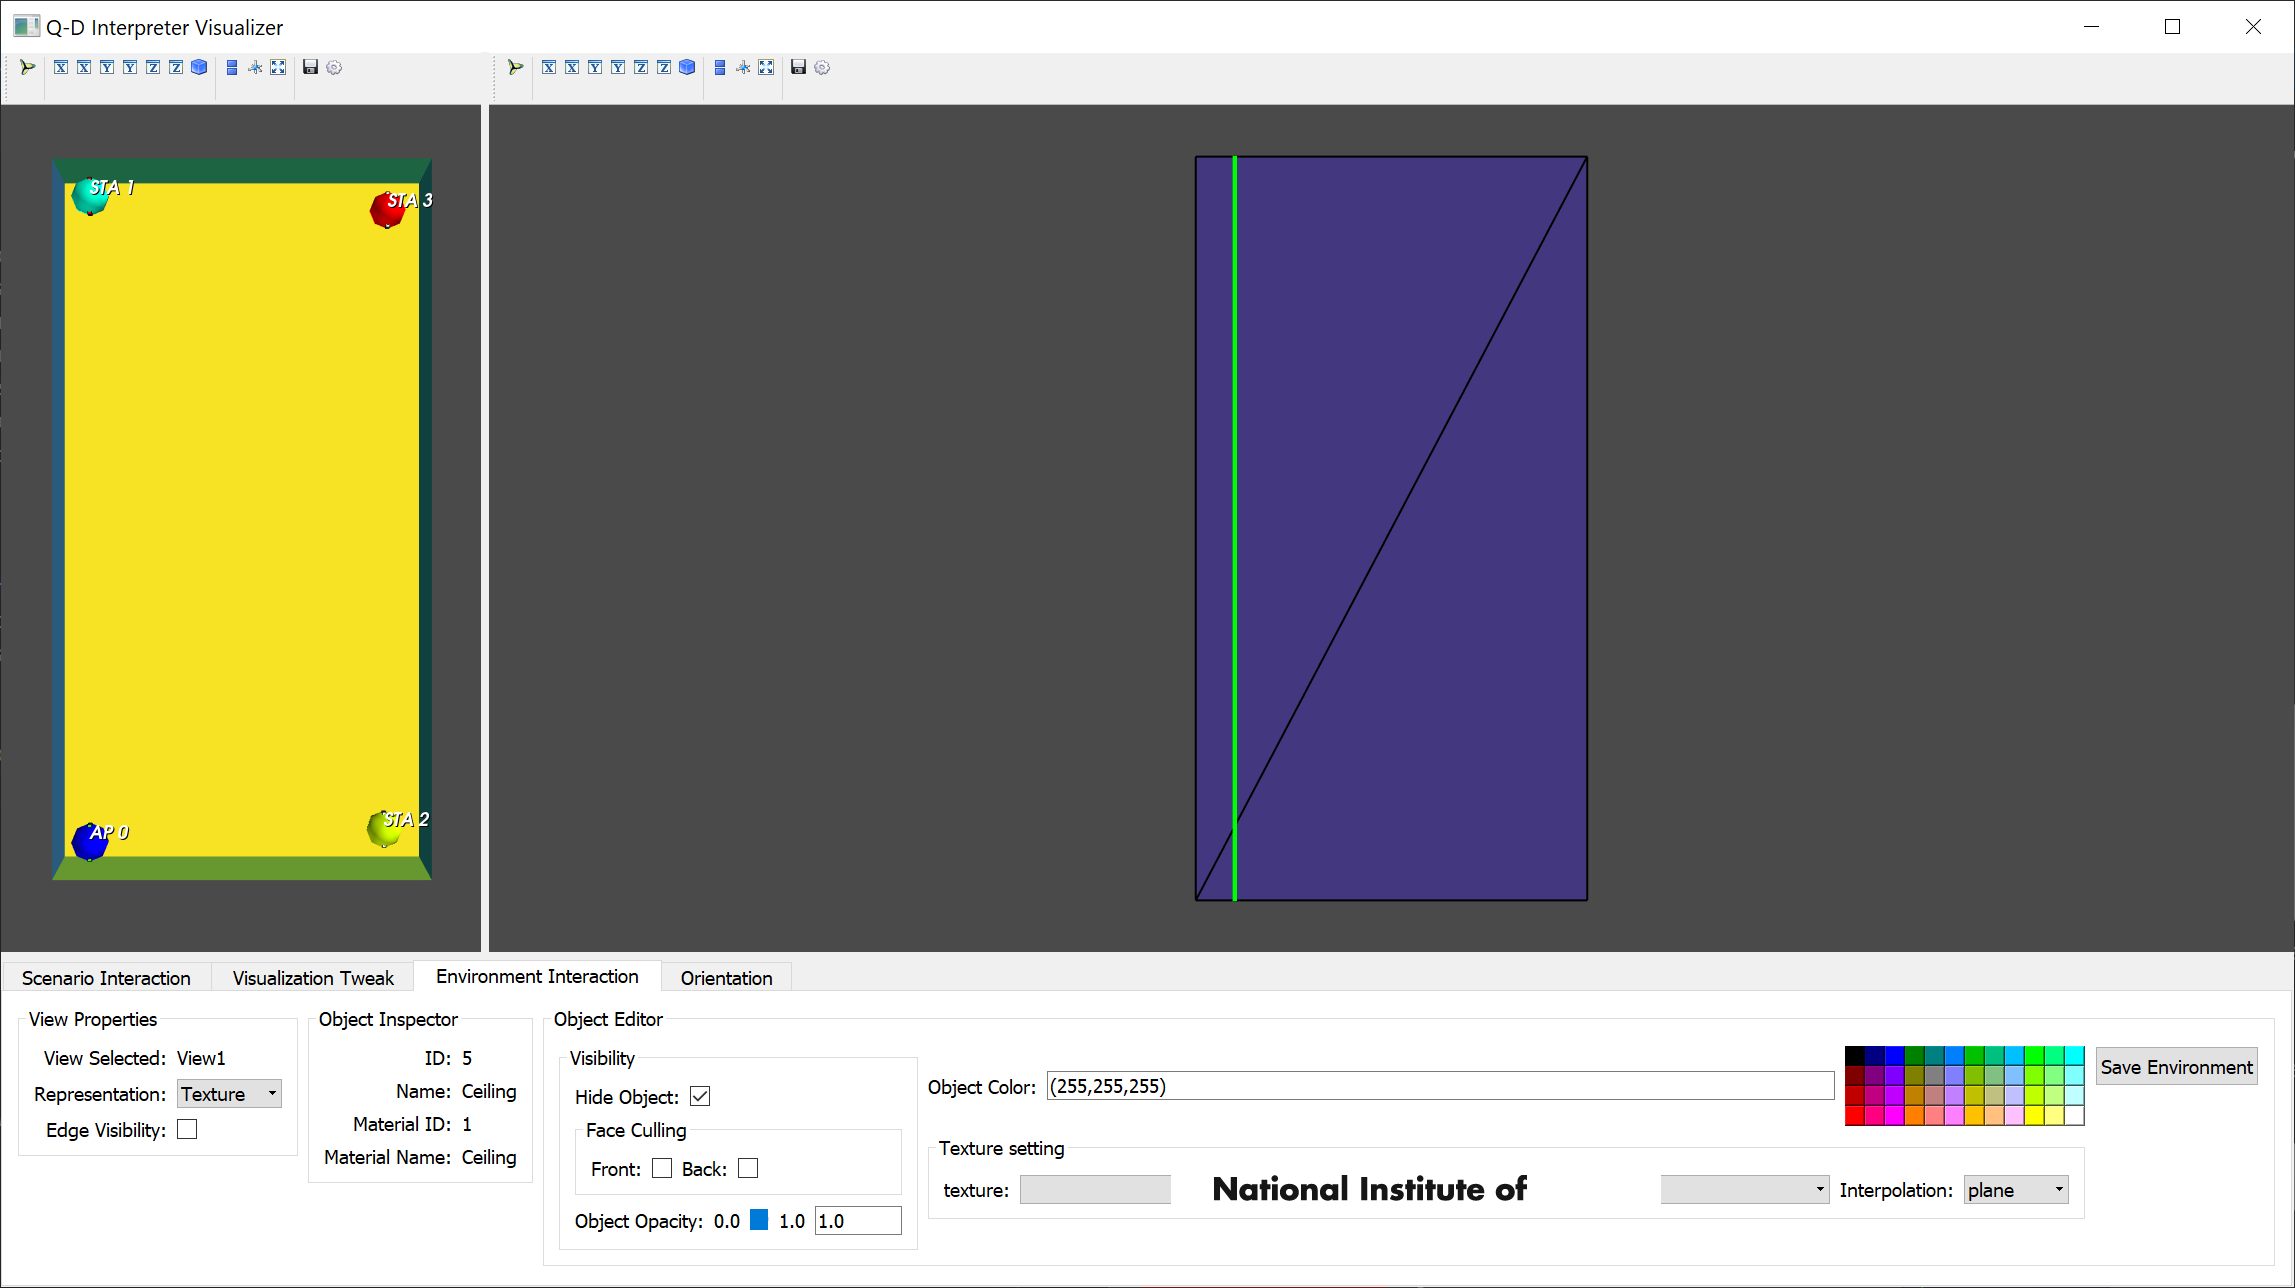 Q-D Interpreter Visualizer
X X Y Y Z Z
X X Y Y Z Z
STA 1
STA 3
STA 2
AP 0
Scenario Interaction
Visualization Tweak
Environment Interaction
Orientation
View Properties
View Selected: View1
Representation: Texture
Edge Visibility:
Object Inspector
ID: 5
Name: Ceiling
Material ID: 1
Material Name: Ceiling
Object Editor
Visibility
Hide Object:
Face Culling
Front: Back:
Object Opacity: 0.0 1.0 1.0
Object Color: (255,255,255)
Save Environment
Texture setting
texture: National Institute of Interpolation: plane